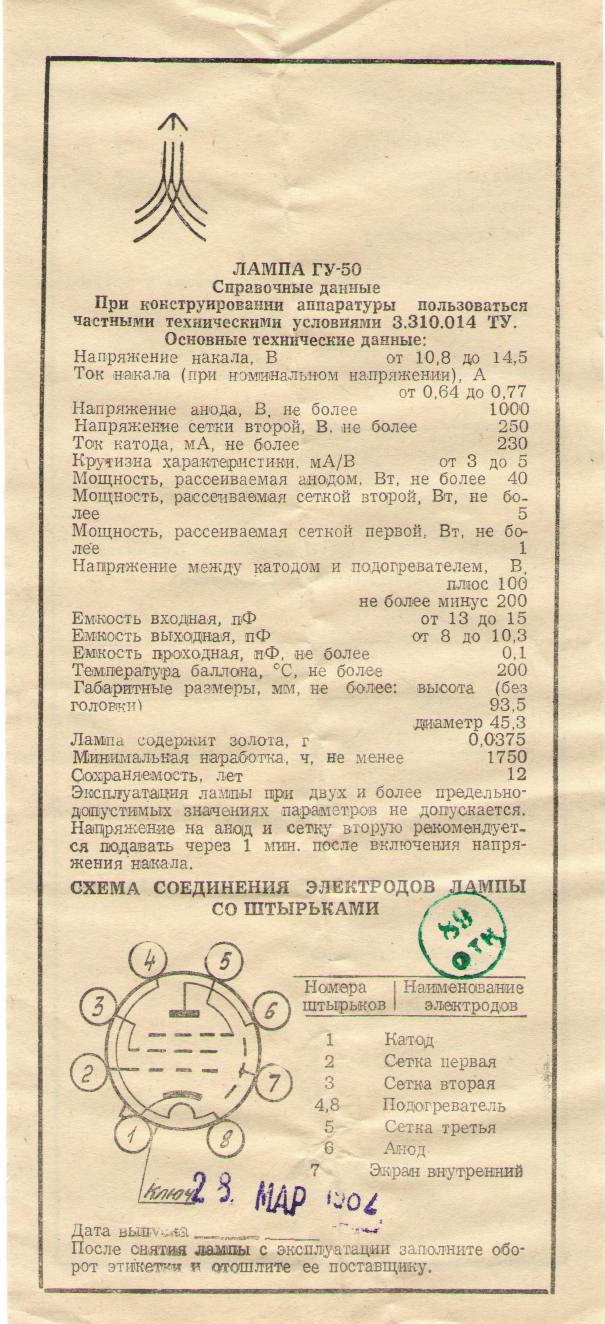 ЛАМПА ГУ-50
Справочные данные
При конструировании аппаратуры пользоваться
частными техническими условиями 3.310.014 ТУ.
Основные технические данные:
Напряжение накала, В от 10,8 до 14,5
Ток накала (при номинальном напряжении), А
от 0,64 до 0,77
Напряжение анода, В, не более 1000
Напряжение сетки второй, В, не более 250
Ток катода, мА, не более 230
Крутизна характеристики, мА/В от 3 до 5
Мощность, рассеиваемая анодом, Вт, не более 40
Мощность, рассеиваемая сеткой второй, Вт, не бо-
лее 5
Мощность, рассеиваемая сеткой первой, Вт, не бо-
лее 1
Напряжение между катодом и подогревателем, В,
плюс 100
не более минус 200
Емкость входная, пФ от 13 до 15
Емкость выходная, пФ от 8 до 10,3
Емкость проходная, пФ, не более 0,1
Температура баллона, °С, не более 200
Габаритные размеры, мм, не более: высота (без
головки) 93,5
диаметр 45,3
Лампа содержит золота, г 0,0375
Минимальная наработка, ч, не менее 1750
Сохраняемость, лет 12
Эксплуатация лампы при двух и более предельно-
допустимых значениях параметров не допускается.
Напряжение на анод и сетку вторую рекомендует-
ся подавать через 1 мин. после включения напря-
жения накала.
СХЕМА СОЕДИНЕНИЯ ЭЛЕКТРОДОВ ЛАМПЫ
СО ШТЫРЬКАМИ
89
ОТК
4 5
3 6
2 7
1 8
Ключ
Номера Наименование
штырьков электродов
1 Катод
2 Сетка первая
3 Сетка вторая
4,8 Подогреватель
5 Сетка третья
6 Анод
7 Экран внутренний
МАР
Дата выпуска
После снятия лампы с эксплуатации заполните обо-
рот этикетки и отошлите ее поставщику.